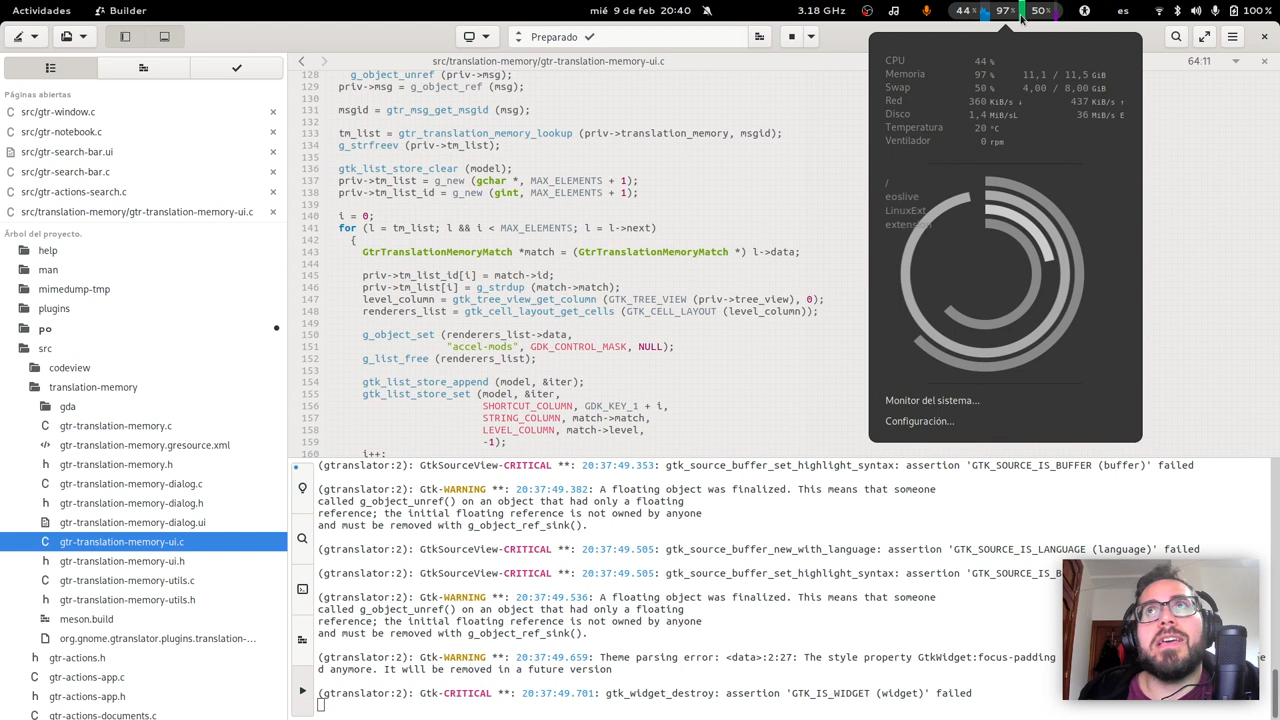 Actividades
Builder
mié 9 de feb 20:40
3.18 GHz
44 %
97 %
50 %
es
100 %
Preparado
src/translation-memory/gtr-translation-memory-ui.c
64:11
Páginas abiertas
src/gtr-window.c
src/gtr-notebook.c
src/gtr-search-bar.ui
src/gtr-search-bar.c
src/gtr-actions-search.c
src/translation-memory/gtr-translation-memory-ui.c
Árbol del proyecto.
help
man
mimedump-tmp
plugins
po
src
codeview
translation-memory
gda
gtr-translation-memory.c
gtr-translation-memory.gresource.xml
gtr-translation-memory.h
gtr-translation-memory-dialog.c
gtr-translation-memory-dialog.h
gtr-translation-memory-dialog.ui
gtr-translation-memory-ui.c
gtr-translation-memory-ui.h
gtr-translation-memory-utils.c
gtr-translation-memory-utils.h
meson.build
org.gnome.gtranslator.plugins.translation-…
gtr-actions.h
gtr-actions-app.c
gtr-actions-app.h
gtr-actions-documents.c
128 g_object_unref (priv->msg);
129 priv->msg = g_object_ref (msg);
130
131 msgid = gtr_msg_get_msgid (msg);
132
133 tm_list = gtr_translation_memory_lookup (priv->translation_memory, msgid);
134 g_strfreev (priv->tm_list);
135
136 gtk_list_store_clear (model);
137 priv->tm_list = g_new (gchar *, MAX_ELEMENTS + 1);
138 priv->tm_list_id = g_new (gint, MAX_ELEMENTS + 1);
139
140 i = 0;
141 for (l = tm_list; l && i < MAX_ELEMENTS; l = l->next)
142 {
143 GtrTranslationMemoryMatch *match = (GtrTranslationMemoryMatch *) l->data;
144
145 priv->tm_list_id[i] = match->id;
146 priv->tm_list[i] = g_strdup (match->match);
147 level_column = gtk_tree_view_get_column (GTK_TREE_VIEW (priv->tree_view), 0);
148 renderers_list = gtk_cell_layout_get_cells (GTK_CELL_LAYOUT (level_column));
149
150 g_object_set (renderers_list->data,
151 "accel-mods", GDK_CONTROL_MASK, NULL);
152 g_list_free (renderers_list);
153
154 gtk_list_store_append (model, &iter);
155 gtk_list_store_set (model, &iter,
156 SHORTCUT_COLUMN, GDK_KEY_1 + i,
157 STRING_COLUMN, match->match,
158 LEVEL_COLUMN, match->level,
159 -1);
160 i++;
CPU 44 %
Memoria 97 % 11,1 / 11,5 GiB
Swap 50 % 4,00 / 8,00 GiB
Red 360 KiB/s ↓ 437 KiB/s ↑
Disco 1,4 MiB/sL 36 MiB/s E
Temperatura 20 °C
Ventilador 0 rpm
/
eoslive
LinuxExt
extension
Monitor del sistema...
Configuración...
(gtranslator:2): GtkSourceView-CRITICAL **: 20:37:49.353: gtk_source_buffer_set_highlight_syntax: assertion 'GTK_SOURCE_IS_BUFFER (buffer)' failed
(gtranslator:2): Gtk-WARNING **: 20:37:49.382: A floating object was finalized. This means that someone
called g_object_unref() on an object that had only a floating
reference; the initial floating reference is not owned by anyone
and must be removed with g_object_ref_sink().
(gtranslator:2): GtkSourceView-CRITICAL **: 20:37:49.505: gtk_source_buffer_new_with_language: assertion 'GTK_SOURCE_IS_LANGUAGE (language)' failed
(gtranslator:2): GtkSourceView-CRITICAL **: 20:37:49.505: gtk_source_buffer_set_highlight_syntax: assertion 'GTK_SOURCE_IS_B
(gtranslator:2): Gtk-WARNING **: 20:37:49.536: A floating object was finalized. This means that someone
called g_object_unref() on an object that had only a floating
reference; the initial floating reference is not owned by anyone
and must be removed with g_object_ref_sink().
(gtranslator:2): Gtk-WARNING **: 20:37:49.659: Theme parsing error: <data>:2:27: The style property GtkWidget:focus-padding
d anymore. It will be removed in a future version
(gtranslator:2): Gtk-CRITICAL **: 20:37:49.701: gtk_widget_destroy: assertion 'GTK_IS_WIDGET (widget)' failed